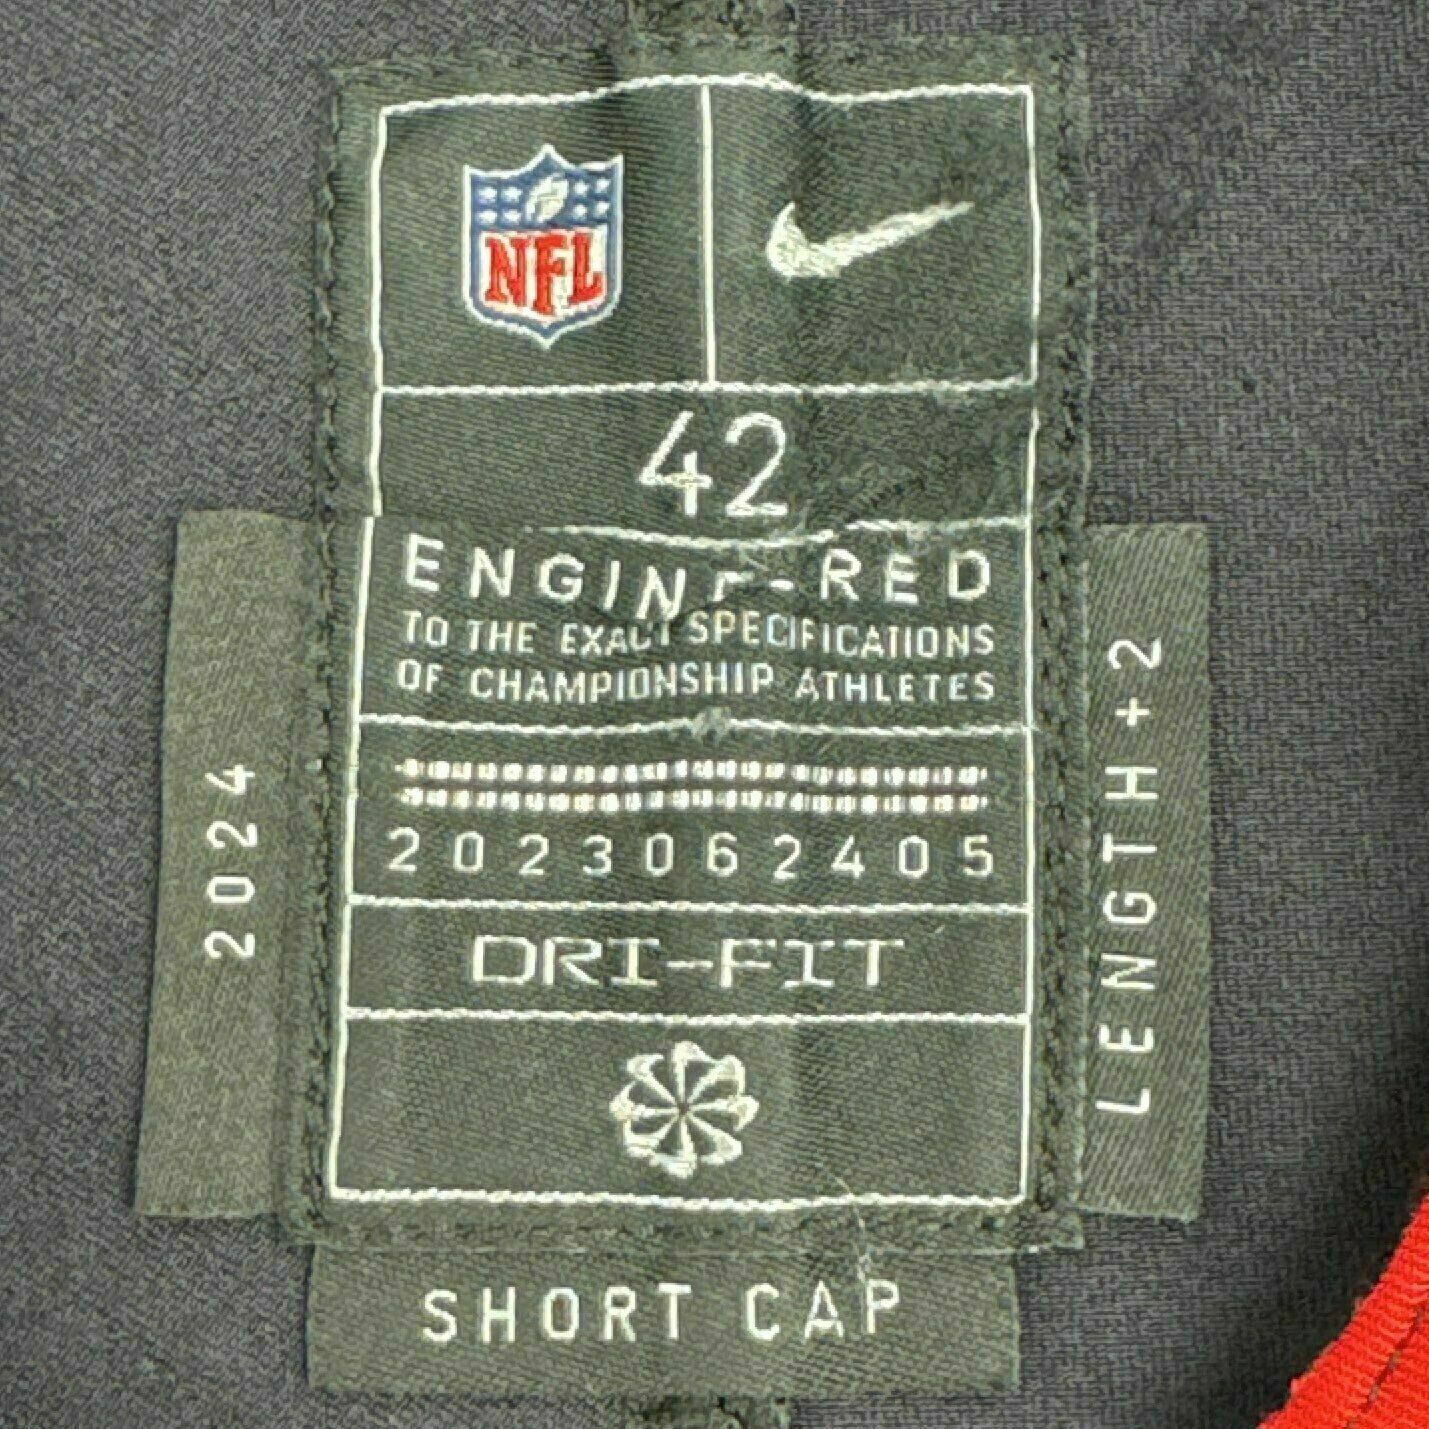 NFL
42
ENGINE-RED
TO THE EXACT SPECIFICATIONS
OF CHAMPIONSHIP ATHLETES
2023062405
DRI-FIT
2024
LENGTH+2
SHORT CAP